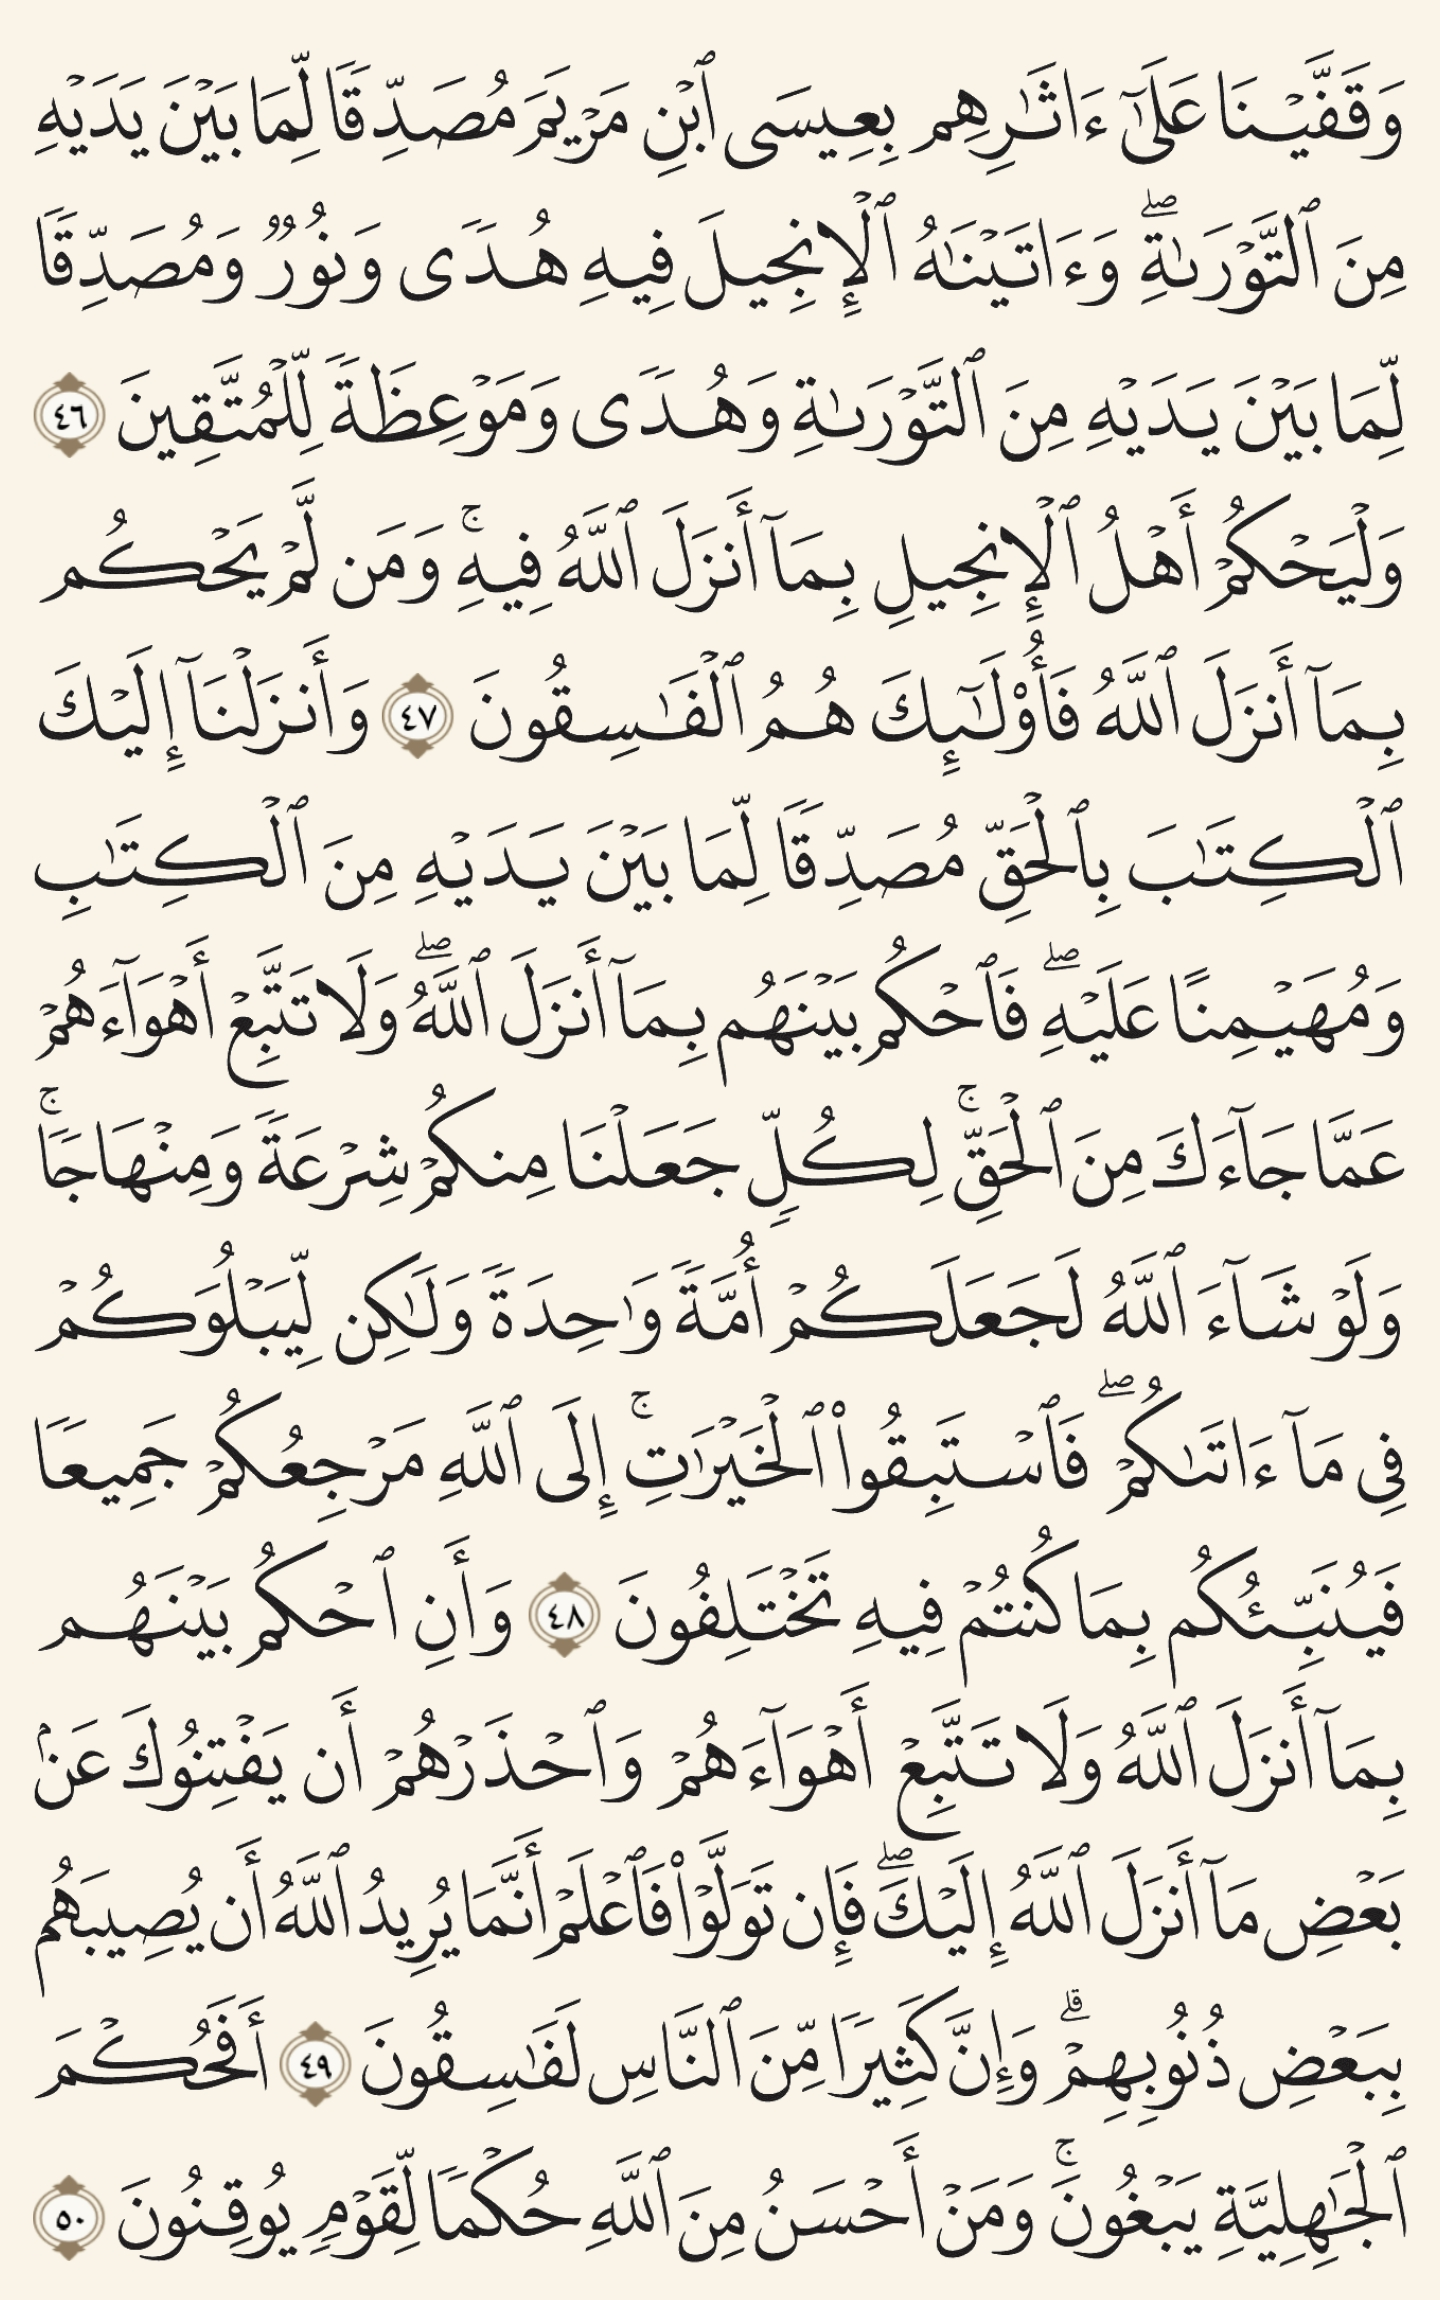 وَقَفَّيْنَا عَلَىٰٓ ءَاثَٰرِهِم بِعِيسَى ٱبْنِ مَرْيَمَ مُصَدِّقًا لِّمَا بَيْنَ يَدَيْهِ
مِنَ ٱلتَّوْرَىٰةِۖ وَءَاتَيْنَٰهُ ٱلْإِنجِيلَ فِيهِ هُدًى وَنُورٌ وَمُصَدِّقًا
لِّمَا بَيْنَ يَدَيْهِ مِنَ ٱلتَّوْرَىٰةِ وَهُدًى وَمَوْعِظَةً لِّلْمُتَّقِينَ ٤٦
وَلْيَحْكُمْ أَهْلُ ٱلْإِنجِيلِ بِمَآ أَنزَلَ ٱللَّهُ فِيهِۚ وَمَن لَّمْ يَحْكُم
بِمَآ أَنزَلَ ٱللَّهُ فَأُو۟لَٰٓئِكَ هُمُ ٱلْفَٰسِقُونَ ٤٧ وَأَنزَلْنَآ إِلَيْكَ
ٱلْكِتَٰبَ بِٱلْحَقِّ مُصَدِّقًا لِّمَا بَيْنَ يَدَيْهِ مِنَ ٱلْكِتَٰبِ
وَمُهَيْمِنًا عَلَيْهِۖ فَٱحْكُم بَيْنَهُم بِمَآ أَنزَلَ ٱللَّهُۖ وَلَا تَتَّبِعْ أَهْوَآءَهُمْ
عَمَّا جَآءَكَ مِنَ ٱلْحَقِّۚ لِكُلٍّ جَعَلْنَا مِنكُمْ شِرْعَةً وَمِنْهَاجًاۚ
وَلَوْ شَآءَ ٱللَّهُ لَجَعَلَكُمْ أُمَّةً وَٰحِدَةً وَلَٰكِن لِّيَبْلُوَكُمْ
فِى مَآ ءَاتَىٰكُمْۖ فَٱسْتَبِقُوا۟ ٱلْخَيْرَٰتِۚ إِلَى ٱللَّهِ مَرْجِعُكُمْ جَمِيعًا
فَيُنَبِّئُكُم بِمَا كُنتُمْ فِيهِ تَخْتَلِفُونَ ٤٨ وَأَنِ ٱحْكُم بَيْنَهُم
بِمَآ أَنزَلَ ٱللَّهُ وَلَا تَتَّبِعْ أَهْوَآءَهُمْ وَٱحْذَرْهُمْ أَن يَفْتِنُوكَ عَنۢ
بَعْضِ مَآ أَنزَلَ ٱللَّهُ إِلَيْكَۖ فَإِن تَوَلَّوْا۟ فَٱعْلَمْ أَنَّمَا يُرِيدُ ٱللَّهُ أَن يُصِيبَهُم
بِبَعْضِ ذُنُوبِهِمْۗ وَإِنَّ كَثِيرًا مِّنَ ٱلنَّاسِ لَفَٰسِقُونَ ٤٩ أَفَحُكْمَ
ٱلْجَٰهِلِيَّةِ يَبْغُونَۚ وَمَنْ أَحْسَنُ مِنَ ٱللَّهِ حُكْمًا لِّقَوْمٍ يُوقِنُونَ ٥٠